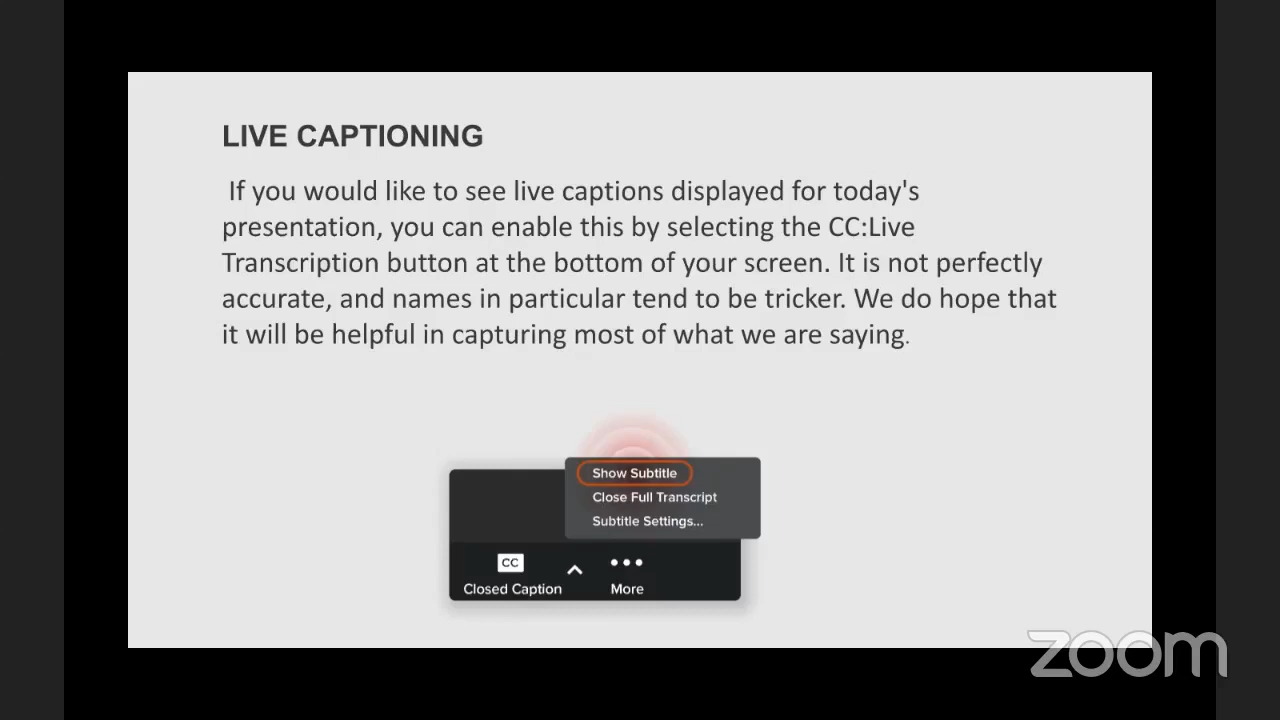 LIVE CAPTIONING
If you would like to see live captions displayed for today's
presentation, you can enable this by selecting the CC:Live
Transcription button at the bottom of your screen. It is not perfectly
accurate, and names in particular tend to be tricker. We do hope that
it will be helpful in capturing most of what we are saying.
Show Subtitle
Close Full Transcript
Subtitle Settings...
CC
Closed Caption
More
zoom